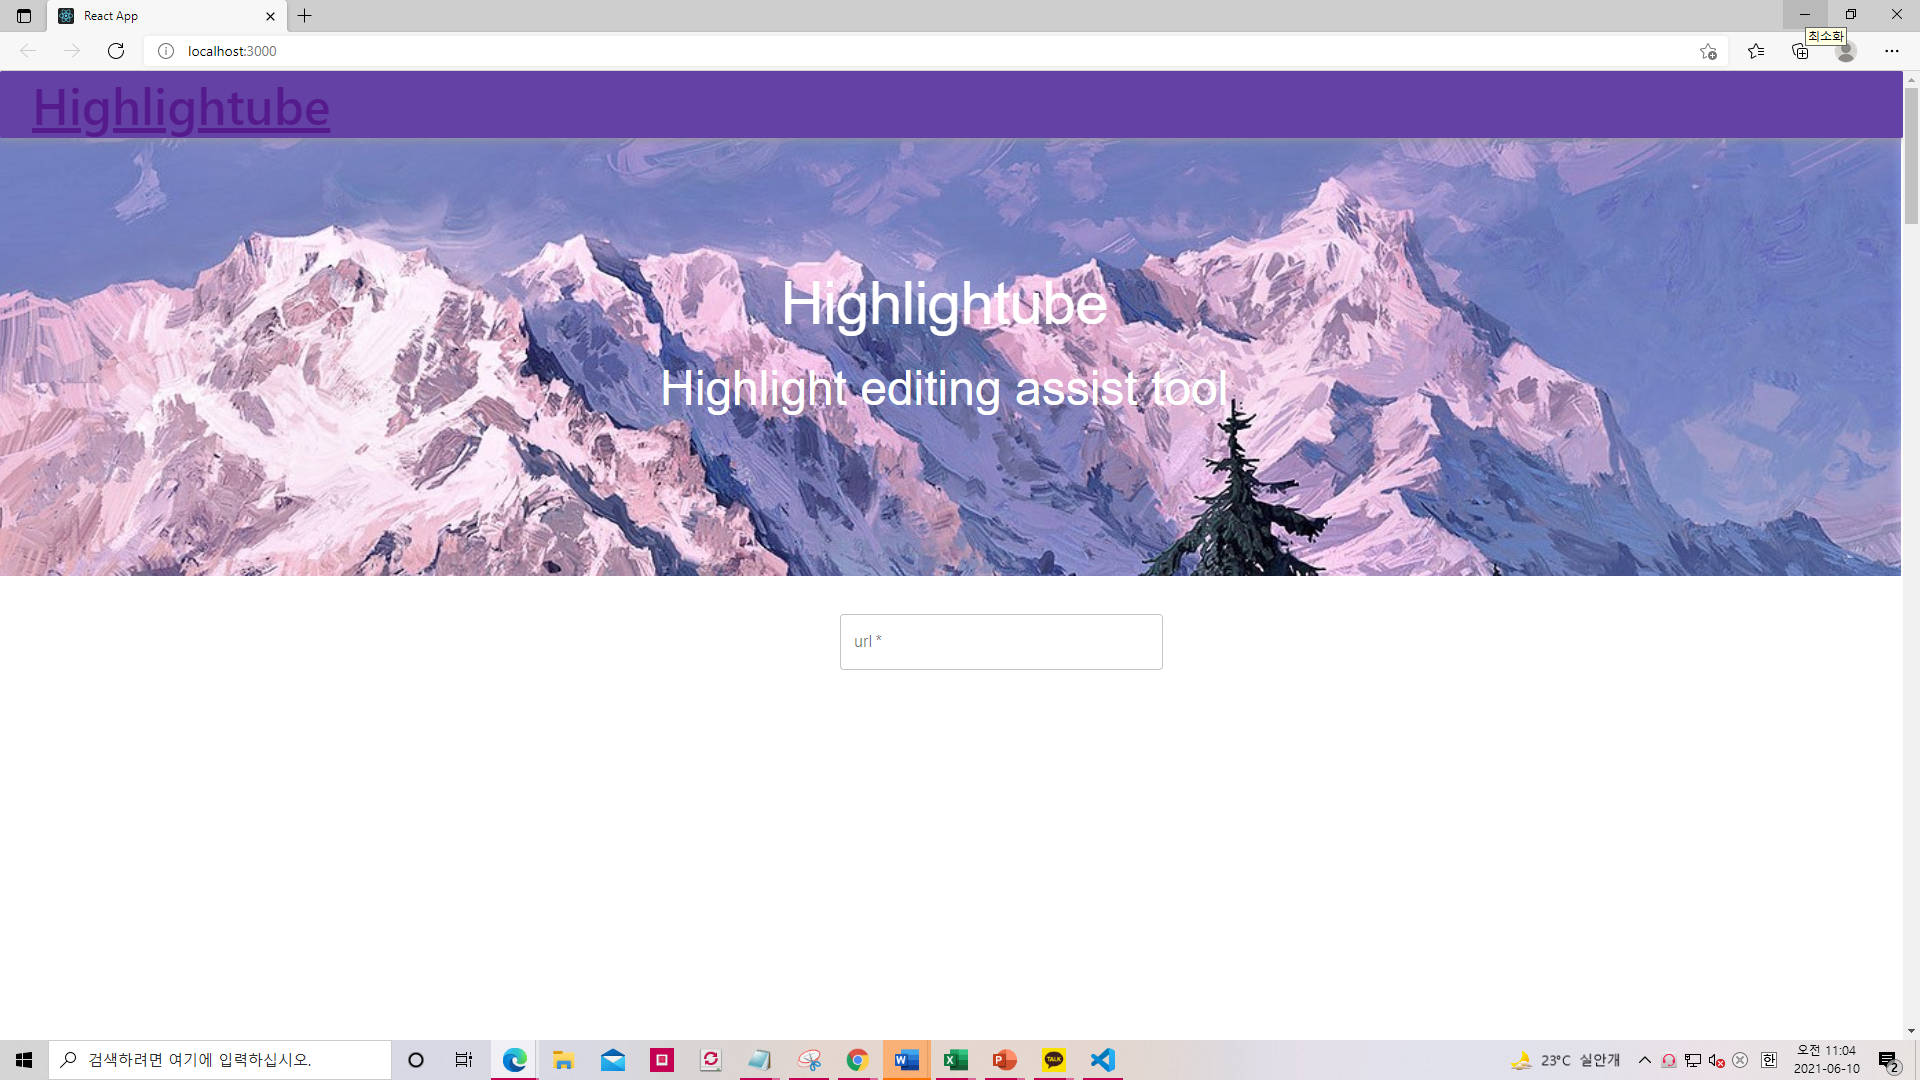 React App
localhost:3000
최소화
Highlightube
Highlightube
Highlight editing assist tool
url *
검색하려면 여기에 입력하십시오.
TALK
23°C 실안개
한
오전 11:04
2021-06-10
2